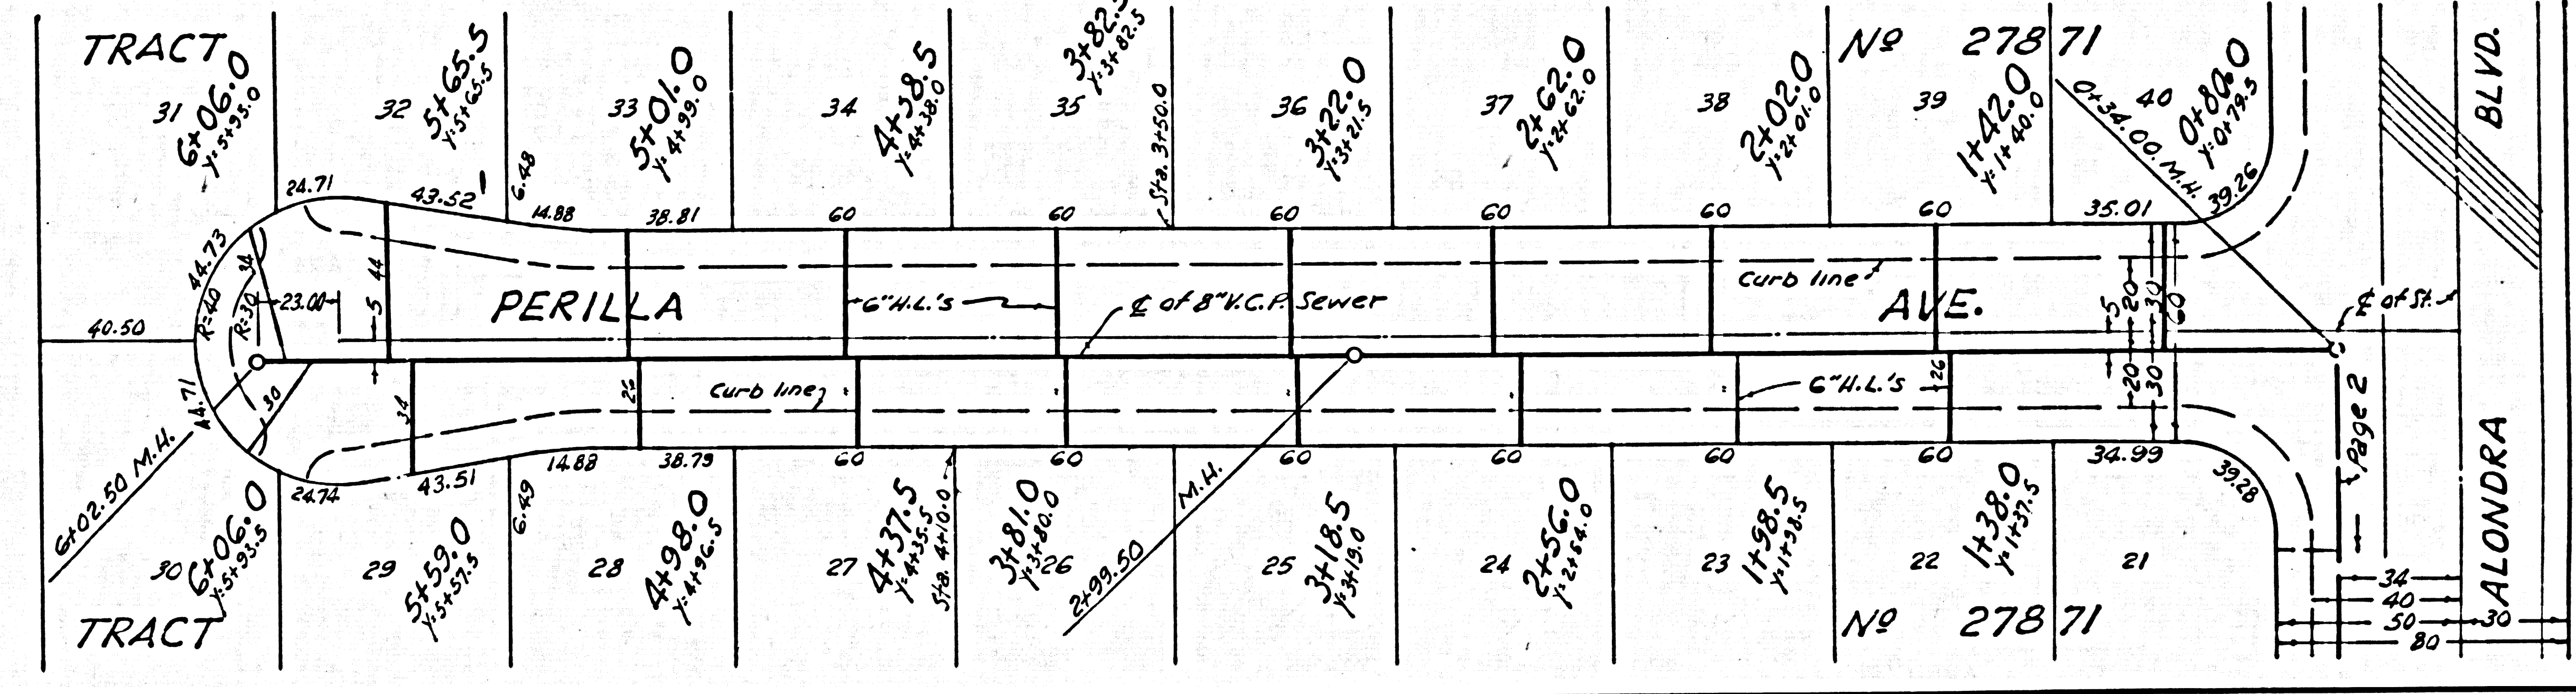 TRACT
Nº 27871
31
6+06.0
Y=5+93.0
32
5+65.5
Y=5+65.5
33
5+01.0
Y=4+99.0
34
4+38.5
Y=4+38.0
35
3+82.5
Y=3+82.5
Sta. 3+50.0
36
3+22.0
Y=3+21.5
37
2+62.0
Y=2+62.0
38
2+02.0
Y=2+01.0
39
1+42.0
Y=1+40.0
0+34.00 M.H.
40
0+80.0
Y=0+79.5
BLVD.
24.71
43.52
6.48
14.88
38.81
60
60
60
60
60
60
35.01
39.26
44.73
R=40
R=30
34
23.00
5
44
40.50
PERILLA
6"H.L.'s
℄ of 8"V.C.P. Sewer
Curb line
AVE.
5
20
30
60
℄ of St.
44.71
30
34
26
Curb line
6"H.L.'s
26
20
30
Page 2
24.74
43.51
6.49
14.88
38.79
60
60
60
60
60
60
34.99
39.28
6+02.50 M.H.
30
6+06.0
Y=5+93.5
29
5+59.0
Y=5+57.5
28
4+98.0
Y=4+96.5
27
4+37.5
Y=4+35.5
Sta. 4+10.0
3+81.0
Y=3+80.0
26
2+99.50 M.H.
25
3+18.5
Y=3+19.0
24
2+56.0
Y=2+54.0
23
1+98.5
Y=1+98.5
22
1+38.0
Y=1+37.5
21
ALONDRA
34
40
50
30
80
TRACT
Nº 27871